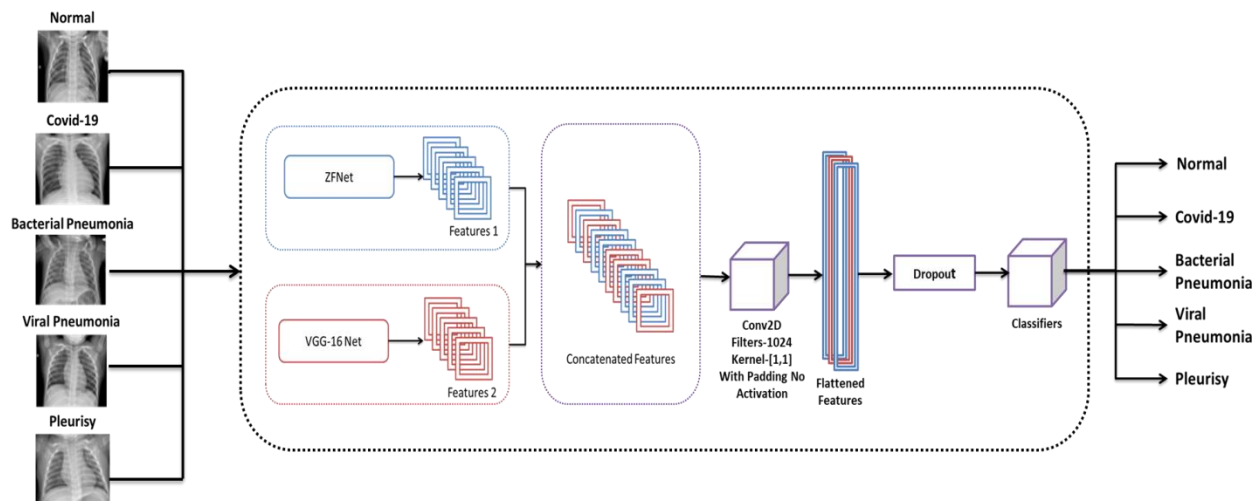 Normal
Covid-19
Bacterial Pneumonia
Viral Pneumonia
Pleurisy
ZFNet
Features 1
VGG-16 Net
Features 2
Concatenated Features
Conv2D
Filters-1024
Kernel-[1,1]
With Padding No
Activation
Flattened
Features
Dropout
Classifiers
Normal
Covid-19
Bacterial
Pneumonia
Viral
Pneumonia
Pleurisy